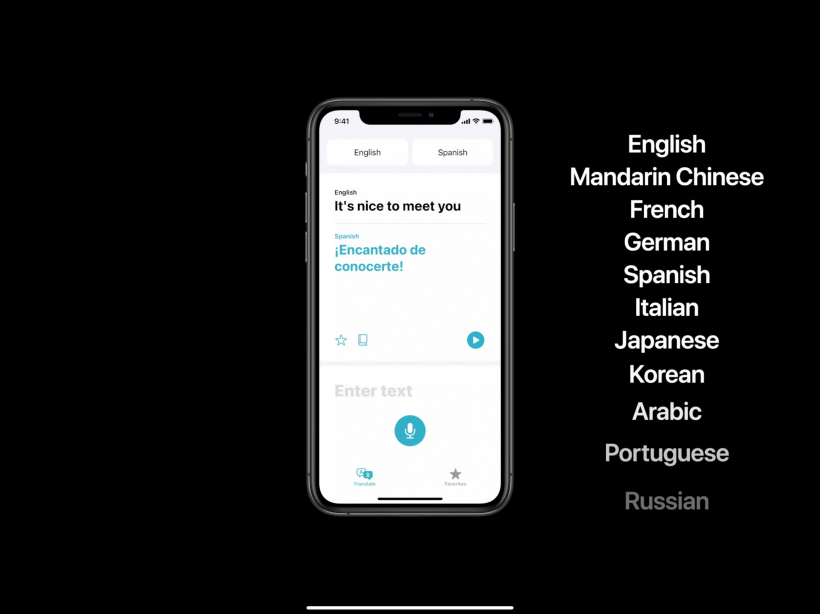 9:41
English
Spanish
English
It's nice to meet you
Spanish
¡Encantado de
conocerte!
Enter text
Translate
Favorites
English
Mandarin Chinese
French
German
Spanish
Italian
Japanese
Korean
Arabic
Portuguese
Russian